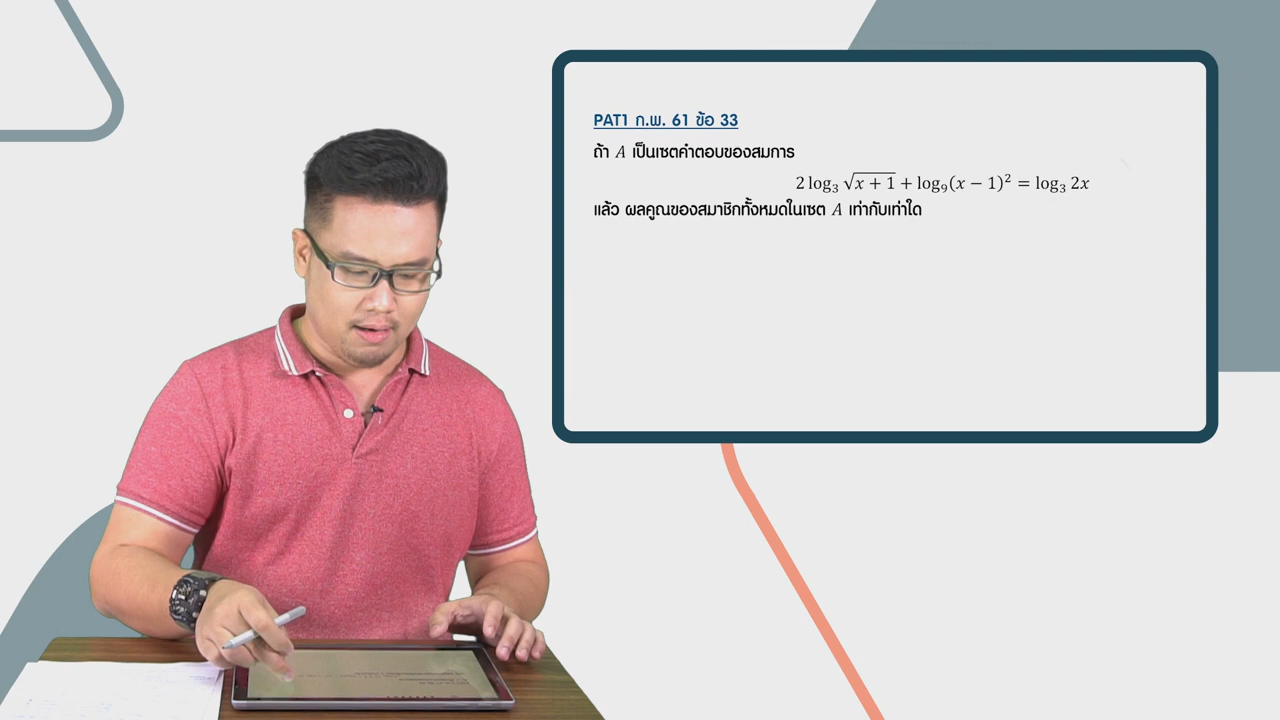 PAT1 ก.พ. 61 ข้อ 33
ถ้า A เป็นเซตคำตอบของสมการ
2 log₃ √(x + 1) + log₉(x − 1)² = log₃ 2x
แล้ว ผลคูณของสมาชิกทั้งหมดในเซต A เท่ากับเท่าใด